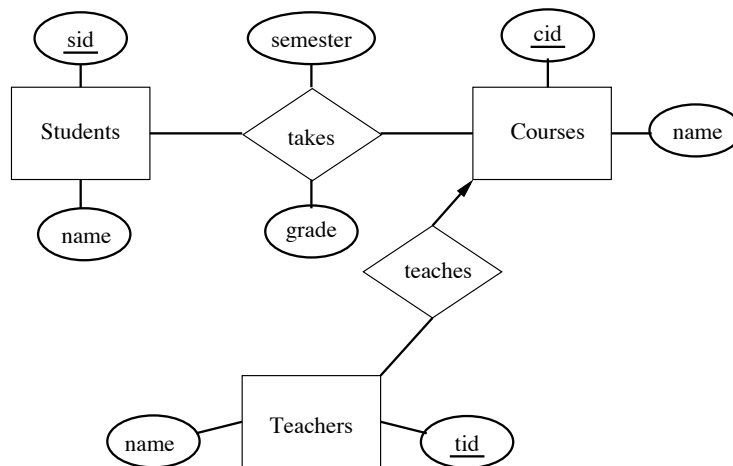 sid
semester
cid
Students
takes
Courses
name
name
grade
teaches
name
Teachers
tid